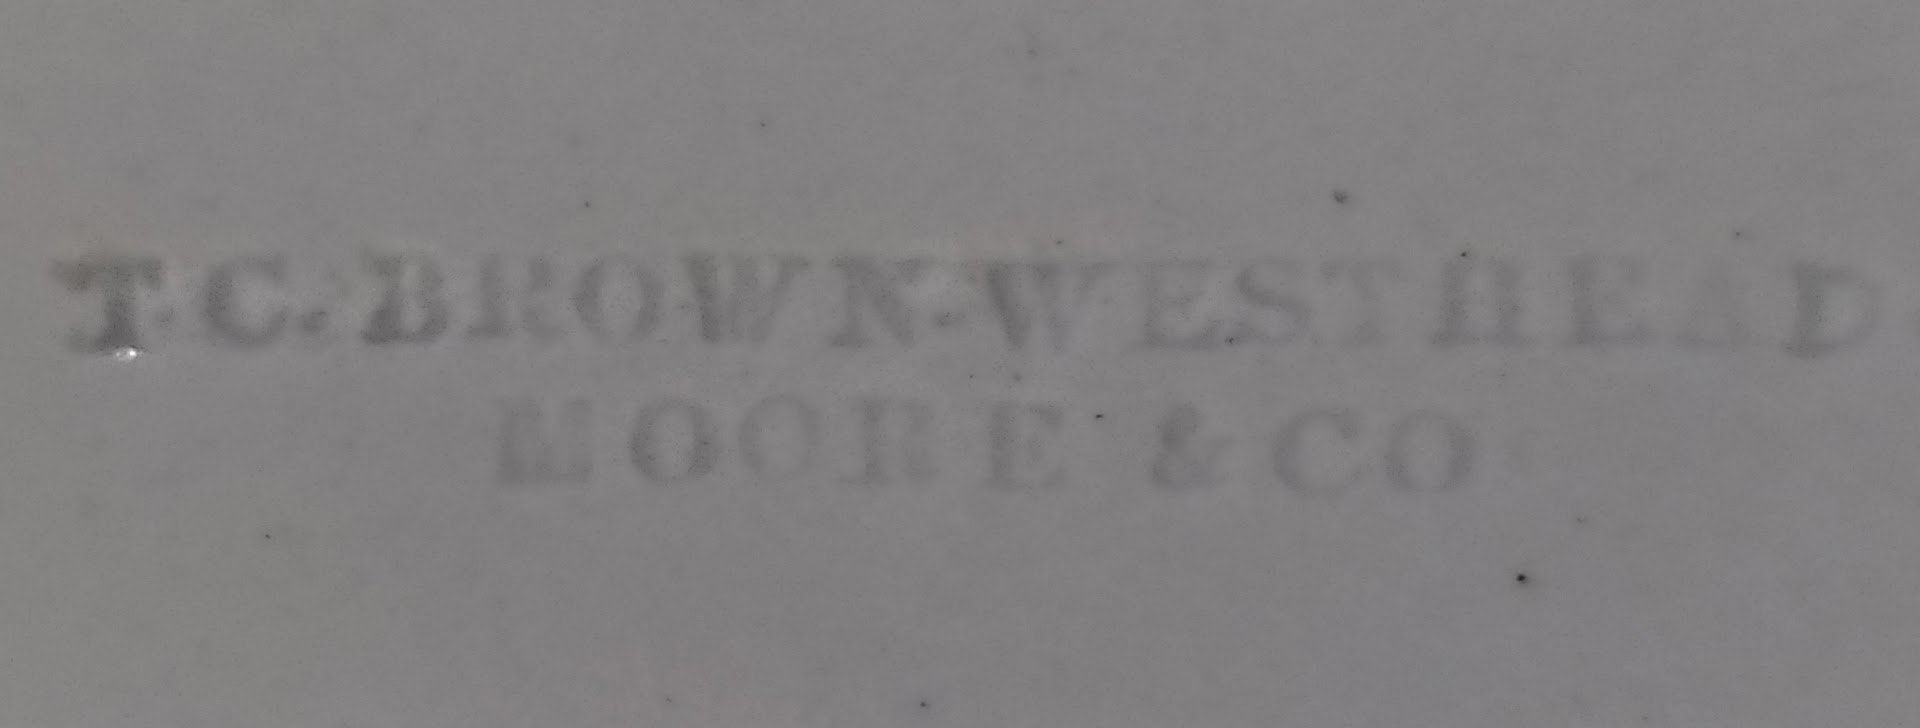 T.C. BROWN-WESTHEAD
MOORE & CO